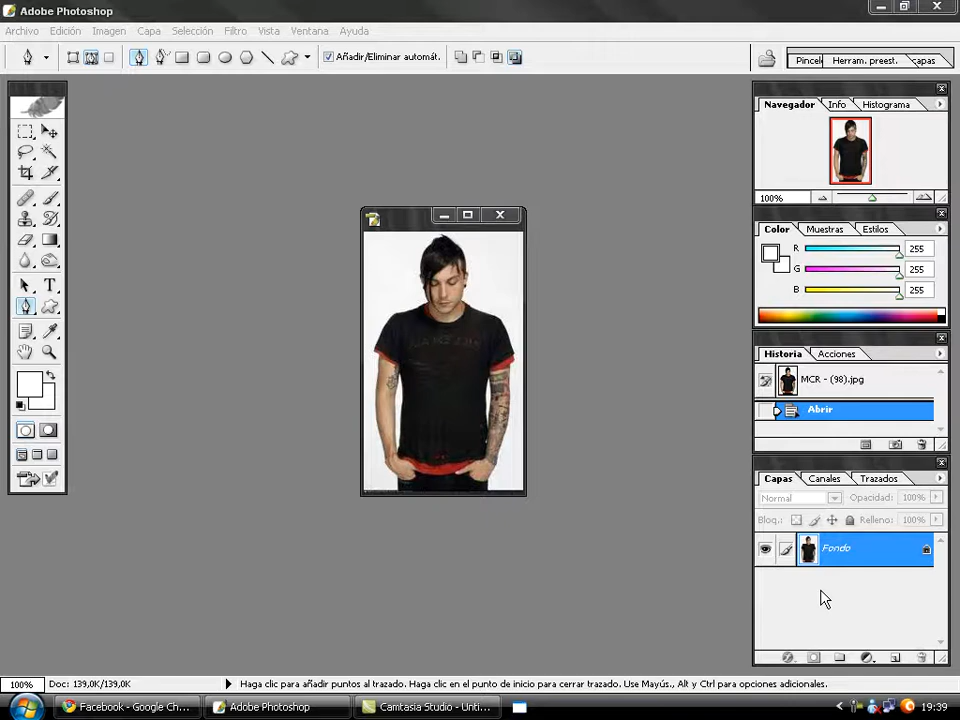 Adobe Photoshop
Archivo Edición Imagen Capa Selección Filtro Vista Ventana Ayuda
Añadir/Eliminar automát.
Pincel Herram. preest. capas
Navegador Info Histograma
100%
Color Muestras Estilos
R 255
G 255
B 255
Historia Acciones
MCR - (98).jpg
Abrir
Capas Canales Trazados
Normal Opacidad: 100%
Bloq.: Relleno: 100%
Fondo
100% Doc: 139,0K/139,0K Haga clic para añadir puntos al trazado. Haga clic en el punto de inicio para cerrar trazado. Use Mayús., Alt y Ctrl para opciones adicionales.
Facebook - Google Ch... Adobe Photoshop Camtasia Studio - Unti... 19:39